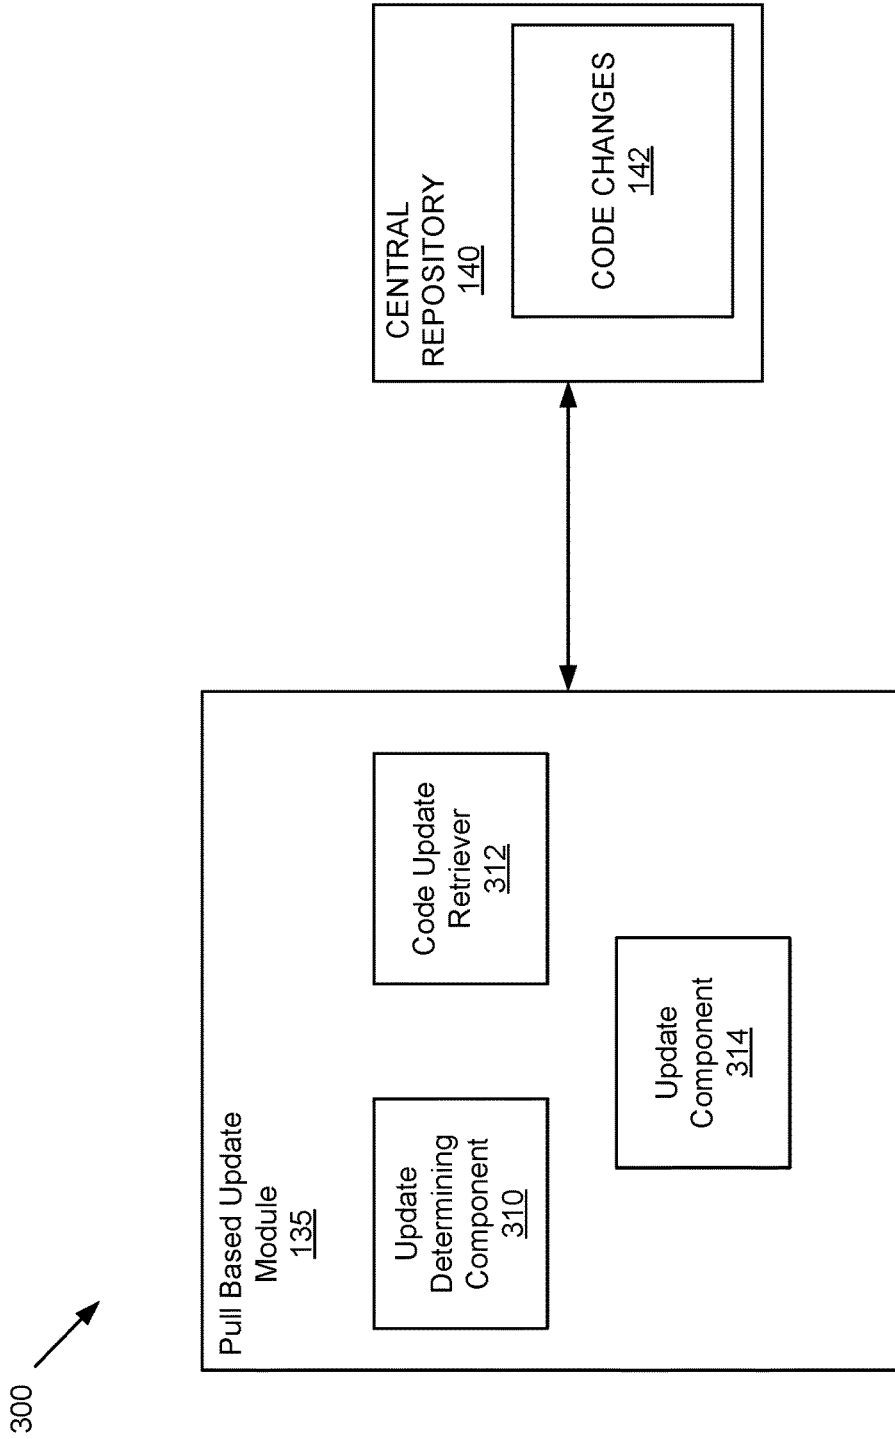 300
Pull Based Update
Module
135
Update
Determining
Component
310
Code Update
Retriever
312
Update
Component
314
CENTRAL
REPOSITORY
140
CODE CHANGES
142